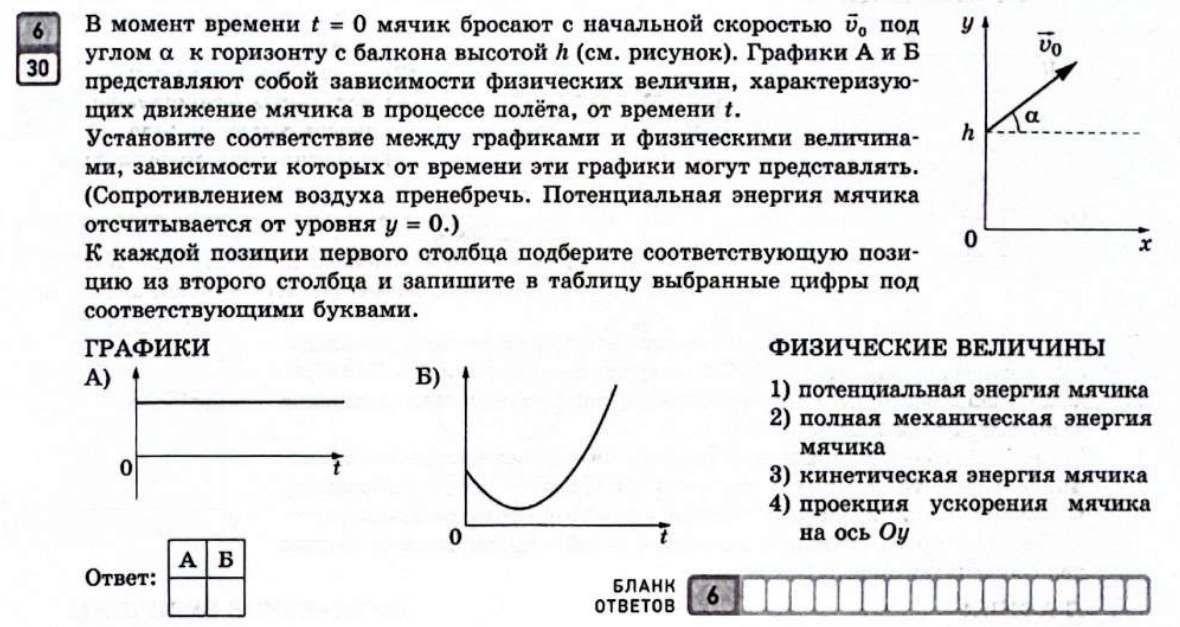 6
30
В момент времени t = 0 мячик бросают с начальной скоростью v⃗₀ под
углом α к горизонту с балкона высотой h (см. рисунок). Графики А и Б
представляют собой зависимости физических величин, характеризую-
щих движение мячика в процессе полёта, от времени t.
Установите соответствие между графиками и физическими величина-
ми, зависимости которых от времени эти графики могут представлять.
(Сопротивлением воздуха пренебречь. Потенциальная энергия мячика
отсчитывается от уровня y = 0.)
К каждой позиции первого столбца подберите соответствующую пози-
цию из второго столбца и запишите в таблицу выбранные цифры под
соответствующими буквами.
y
v⃗₀
α
h
0
x
ГРАФИКИ
А)
0
t
Б)
0
t
ФИЗИЧЕСКИЕ ВЕЛИЧИНЫ
1) потенциальная энергия мячика
2) полная механическая энергия
мячика
3) кинетическая энергия мячика
4) проекция ускорения мячика
на ось Oy
Ответ:
А Б
БЛАНК
ОТВЕТОВ
6